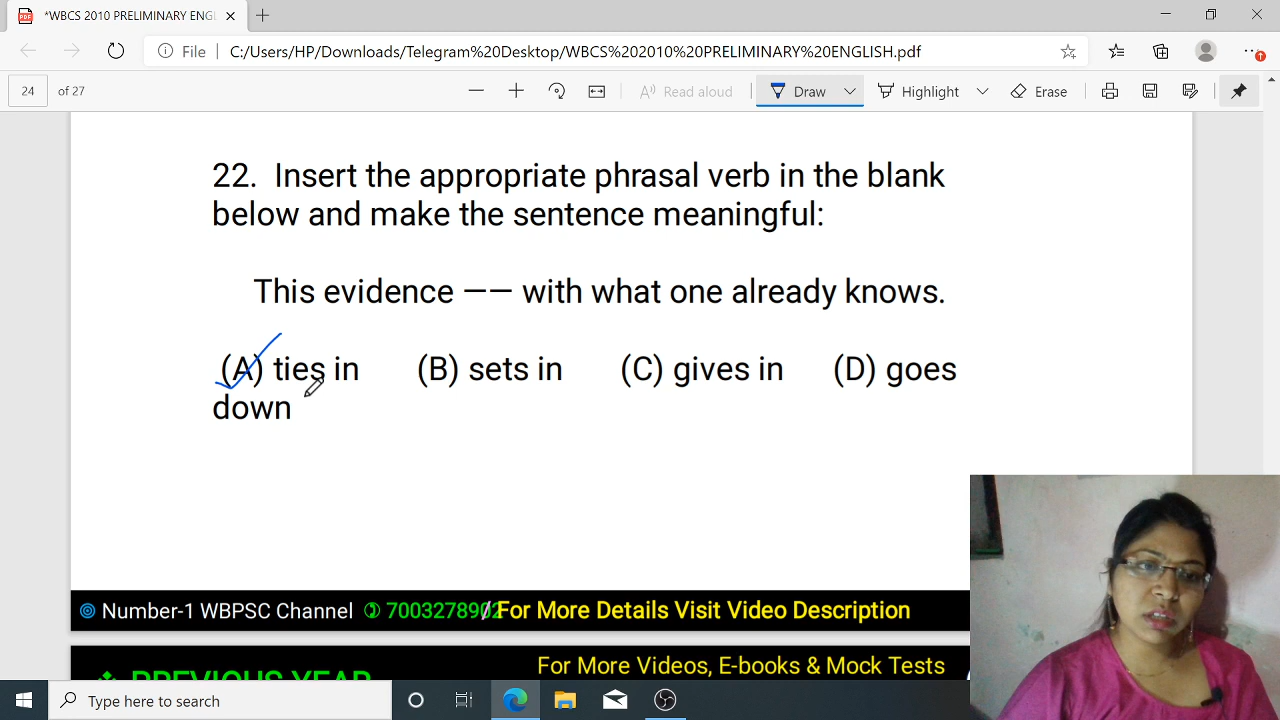 *WBCS 2010 PRELIMINARY ENGL
File C:/Users/HP/Downloads/Telegram%20Desktop/WBCS%202010%20PRELIMINARY%20ENGLISH.pdf
24 of 27 Read aloud Draw Highlight Erase
22. Insert the appropriate phrasal verb in the blank
below and make the sentence meaningful:
This evidence —— with what one already knows.
(A) ties in (B) sets in (C) gives in (D) goes
down
Number-1 WBPSC Channel 7003278902 / For More Details Visit Video Description
For More Videos, E-books & Mock Tests
PREVIOUS YEAR
Type here to search